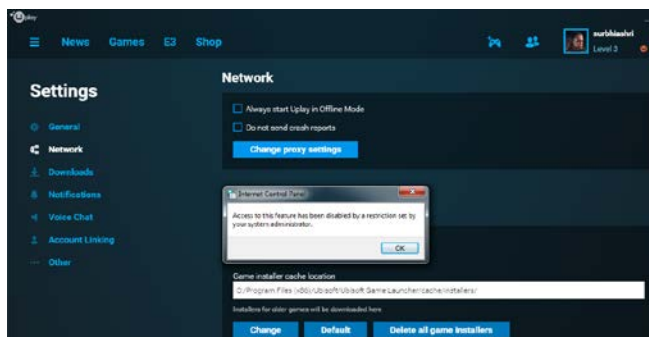 Uplay
News Games E3 Shop
surbhiashri
Level 3
Settings
General
Network
Downloads
Notifications
Voice Chat
Account Linking
Other
Network
Always start Uplay in Offline Mode
Do not send crash reports
Change proxy settings
Internet Control Panel
Access to this feature has been disabled by a restriction set by
your system administrator.
OK
Game installer cache location
C:/Program Files (x86)/Ubisoft/Ubisoft Game Launcher/cache/installers/
Installers for older games will be downloaded here
Change Default Delete all game installers